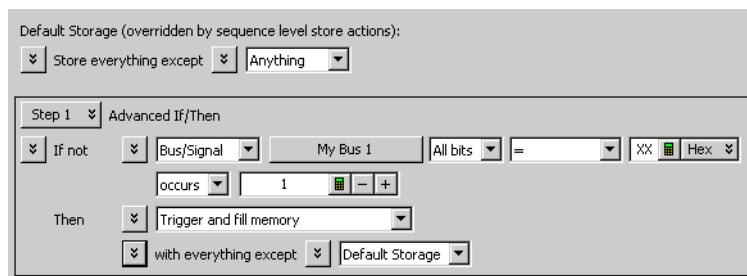 Default Storage (overridden by sequence level store actions):
Store everything except Anything
Step 1 Advanced If/Then
If not Bus/Signal My Bus 1 All bits = XX Hex
occurs 1 − +
Then Trigger and fill memory
with everything except Default Storage